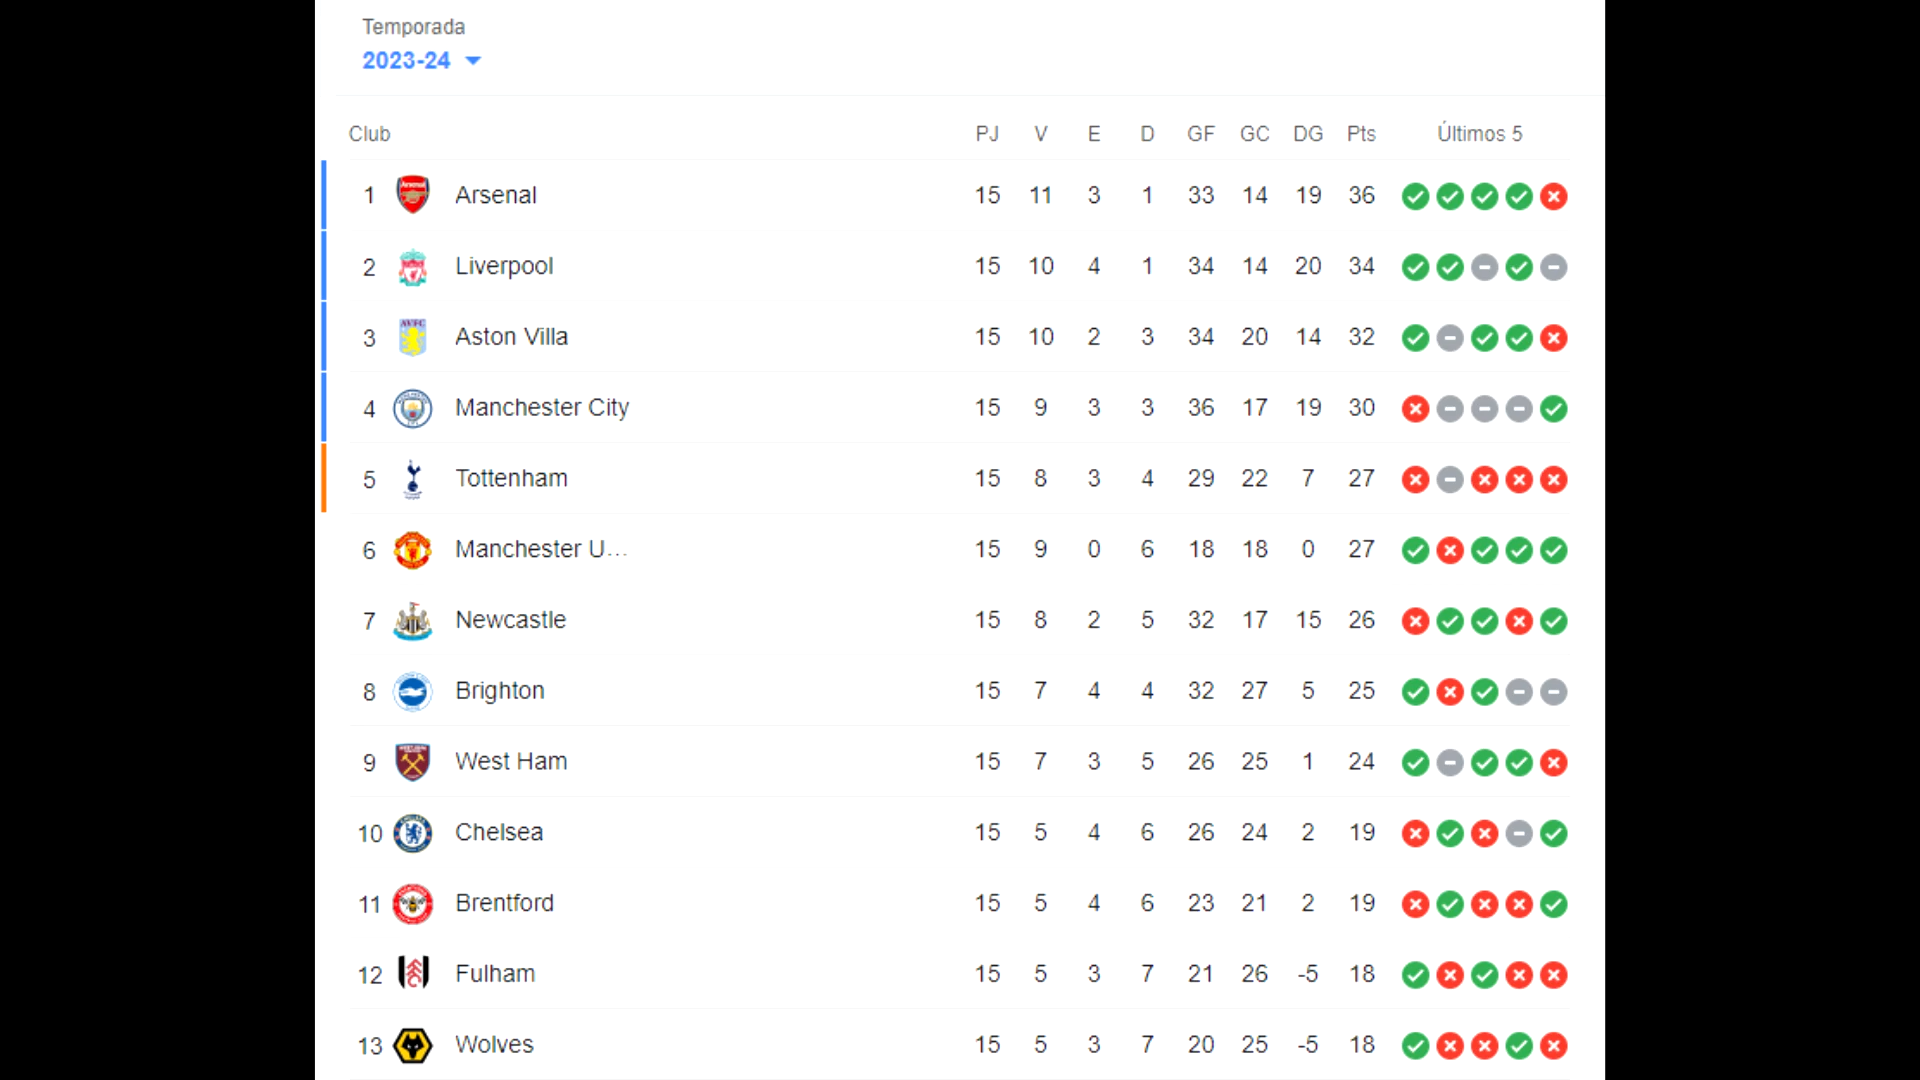 Temporada
2023-24
Club PJ V E D GF GC DG Pts Últimos 5
1 Arsenal 15 11 3 1 33 14 19 36
2 Liverpool 15 10 4 1 34 14 20 34
3 Aston Villa 15 10 2 3 34 20 14 32
4 Manchester City 15 9 3 3 36 17 19 30
5 Tottenham 15 8 3 4 29 22 7 27
6 Manchester U... 15 9 0 6 18 18 0 27
7 Newcastle 15 8 2 5 32 17 15 26
8 Brighton 15 7 4 4 32 27 5 25
9 West Ham 15 7 3 5 26 25 1 24
10 Chelsea 15 5 4 6 26 24 2 19
11 Brentford 15 5 4 6 23 21 2 19
12 Fulham 15 5 3 7 21 26 -5 18
13 Wolves 15 5 3 7 20 25 -5 18